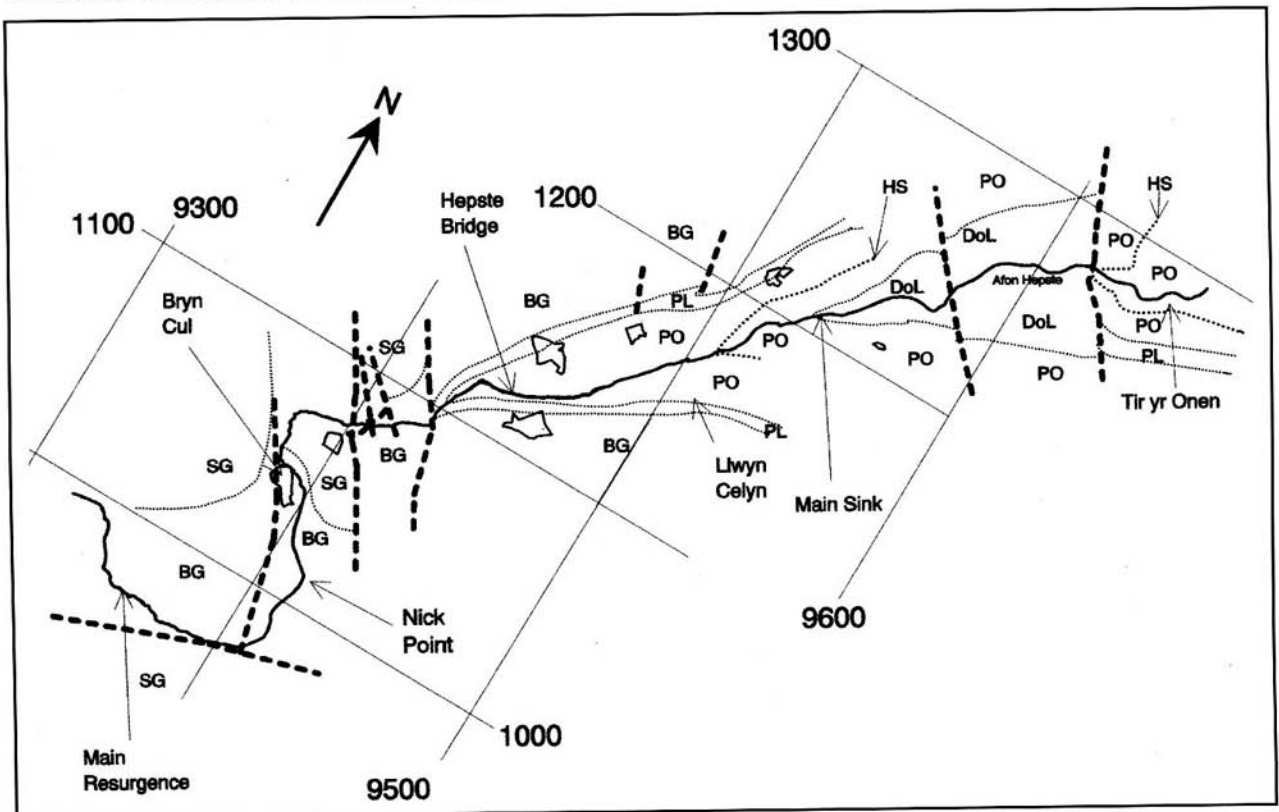 1300
N
9300
1100
1200
Hepste
Bridge
BG
HS
PO
HS
Bryn
Cul
DoL
PO
PO
BG
PL
DoL
Afon Hepste
SG
PO
PO
DoL
PO
PL
PO
PO
PO
Tir yr Onen
SG
SG
BG
BG
PL
Llwyn
Celyn
Main Sink
BG
BG
Nick
Point
9600
SG
1000
Main
Resurgence
9500